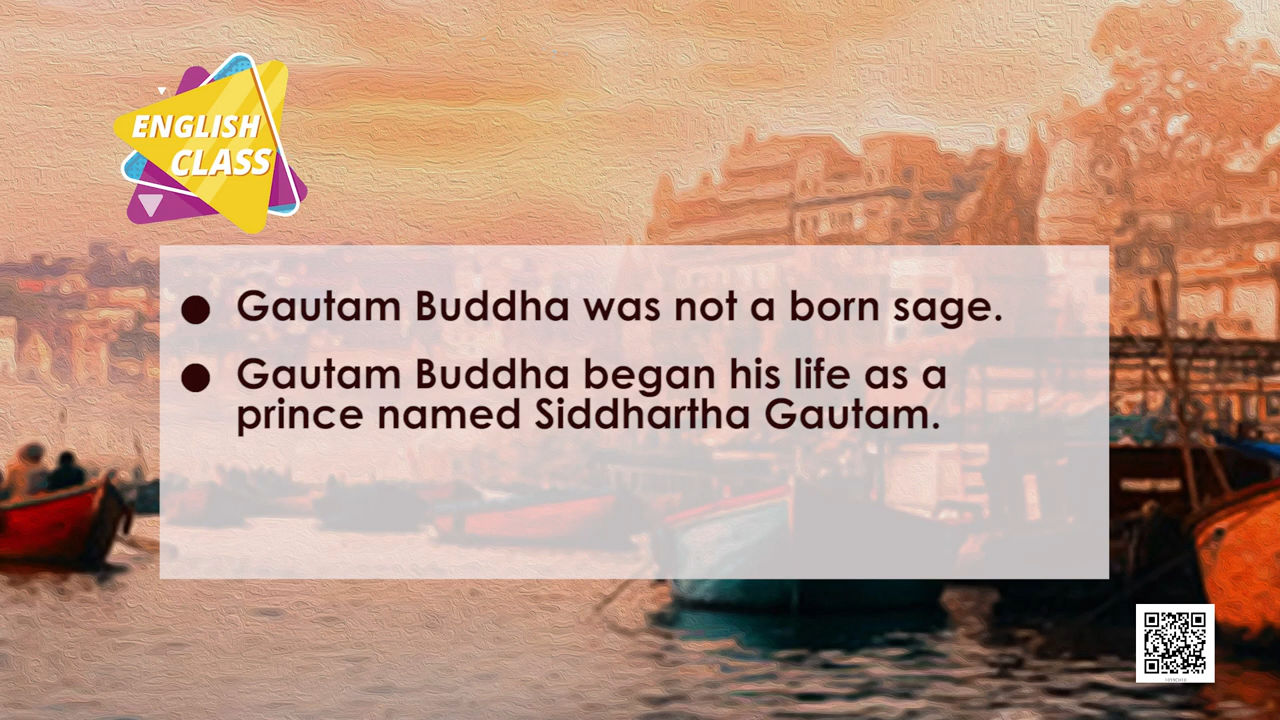 ENGLISH
CLASS
● Gautam Buddha was not a born sage.
● Gautam Buddha began his life as a
prince named Siddhartha Gautam.